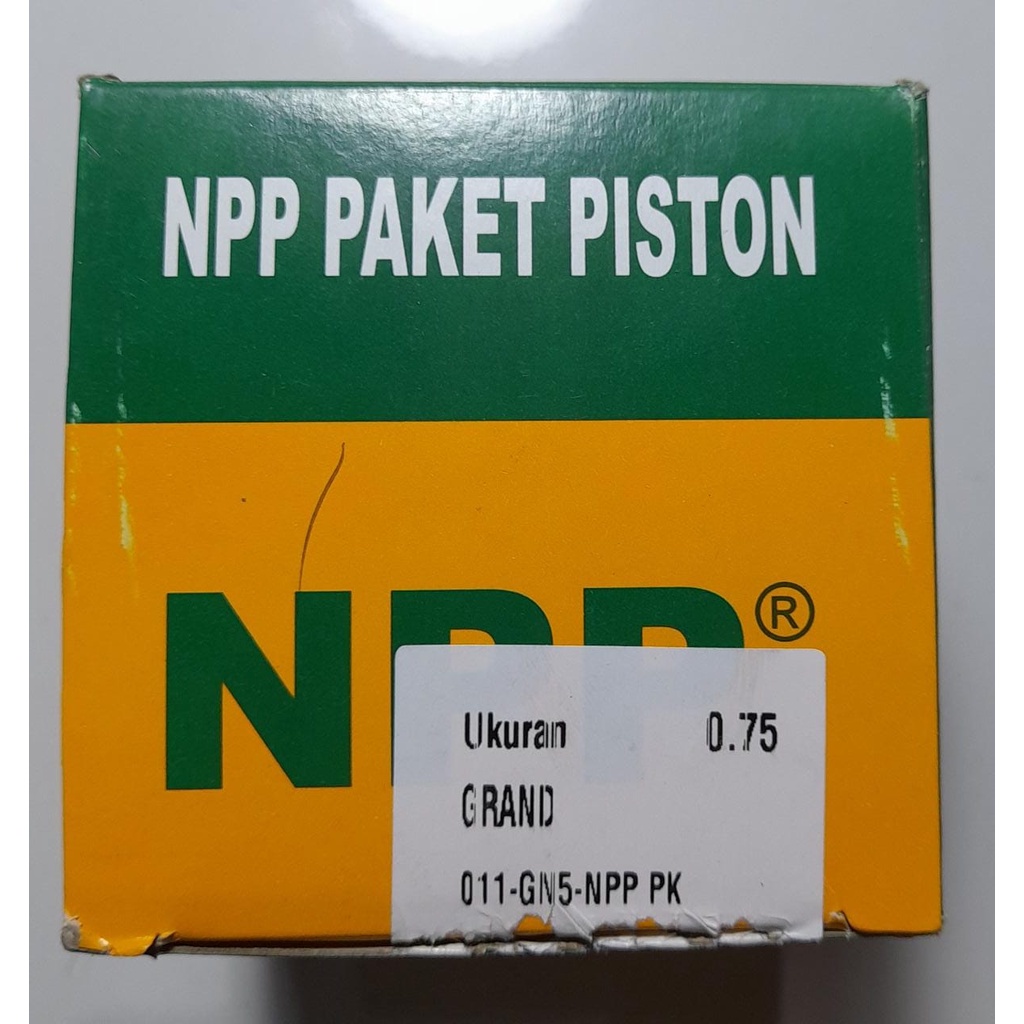 NPP PAKET PISTON
NPP®
Ukuran 0.75
GRAND
011-GN5-NPP PK